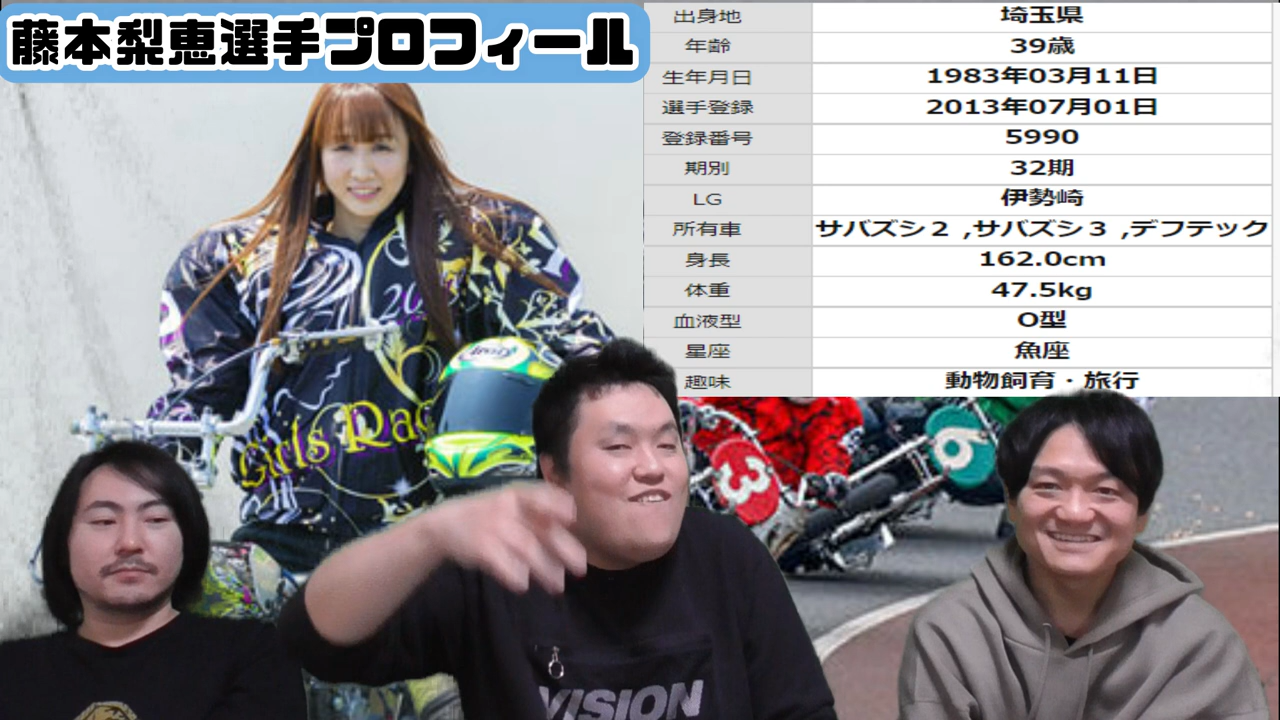 藤本梨恵選手プロフィール
出身地 埼玉県
年齢 39歳
生年月日 1983年03月11日
選手登録 2013年07月01日
登録番号 5990
期別 32期
LG 伊勢崎
所有車 サバズシ２ ,サバズシ３ ,デフテック
身長 162.0cm
体重 47.5kg
血液型 O型
星座 魚座
趣味 動物飼育・旅行
Arai
Girls Rac
3
6
VISION